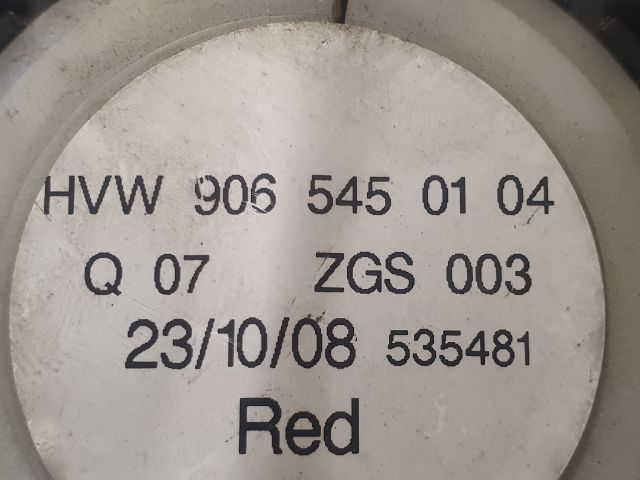 HVW 906 545 01 04
Q 07 ZGS 003
23/10/08 535481
Red